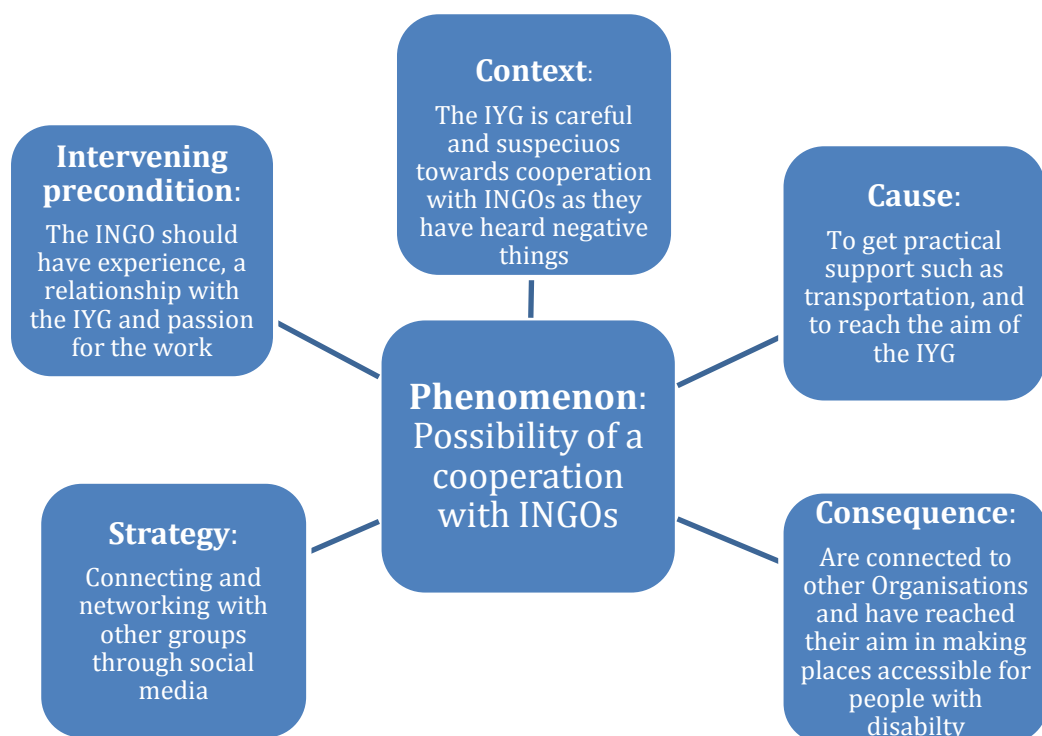 Context:
The IYG is careful
and suspeciuos
towards cooperation
with INGOs as they
have heard negative
things
Intervening
precondition:
The INGO should
have experience, a
relationship with
the IYG and passion
for the work
Cause:
To get practical
support such as
transportation, and
to reach the aim of
the IYG
Phenomenon:
Possibility of a
cooperation
with INGOs
Strategy:
Connecting and
networking with
other groups
through social
media
Consequence:
Are connected to
other Organisations
and have reached
their aim in making
places accessible for
people with
disabilty